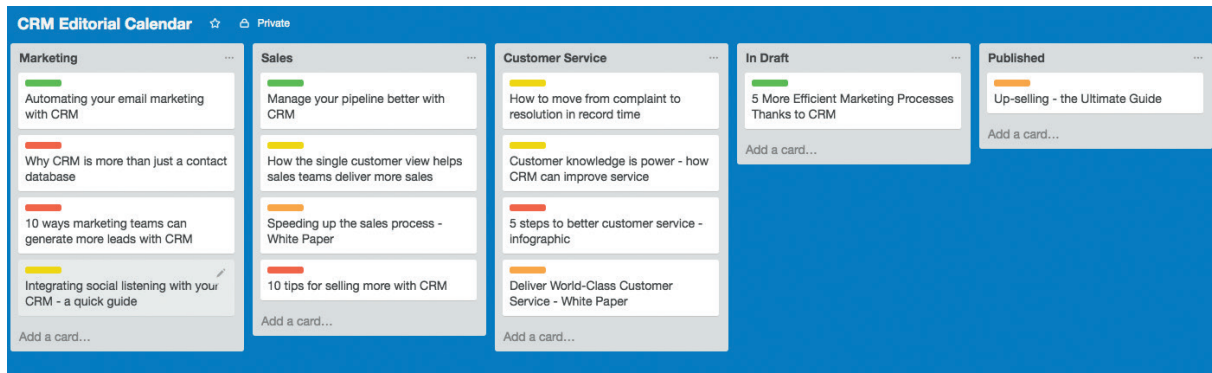 CRM Editorial Calendar
Private
Marketing
Automating your email marketing
with CRM
Why CRM is more than just a contact
database
10 ways marketing teams can
generate more leads with CRM
Integrating social listening with your
CRM - a quick guide
Add a card...
Sales
Manage your pipeline better with
CRM
How the single customer view helps
sales teams deliver more sales
Speeding up the sales process -
White Paper
10 tips for selling more with CRM
Add a card...
Customer Service
How to move from complaint to
resolution in record time
Customer knowledge is power - how
CRM can improve service
5 steps to better customer service -
infographic
Deliver World-Class Customer
Service - White Paper
Add a card...
In Draft
5 More Efficient Marketing Processes
Thanks to CRM
Add a card...
Published
Up-selling - the Ultimate Guide
Add a card...